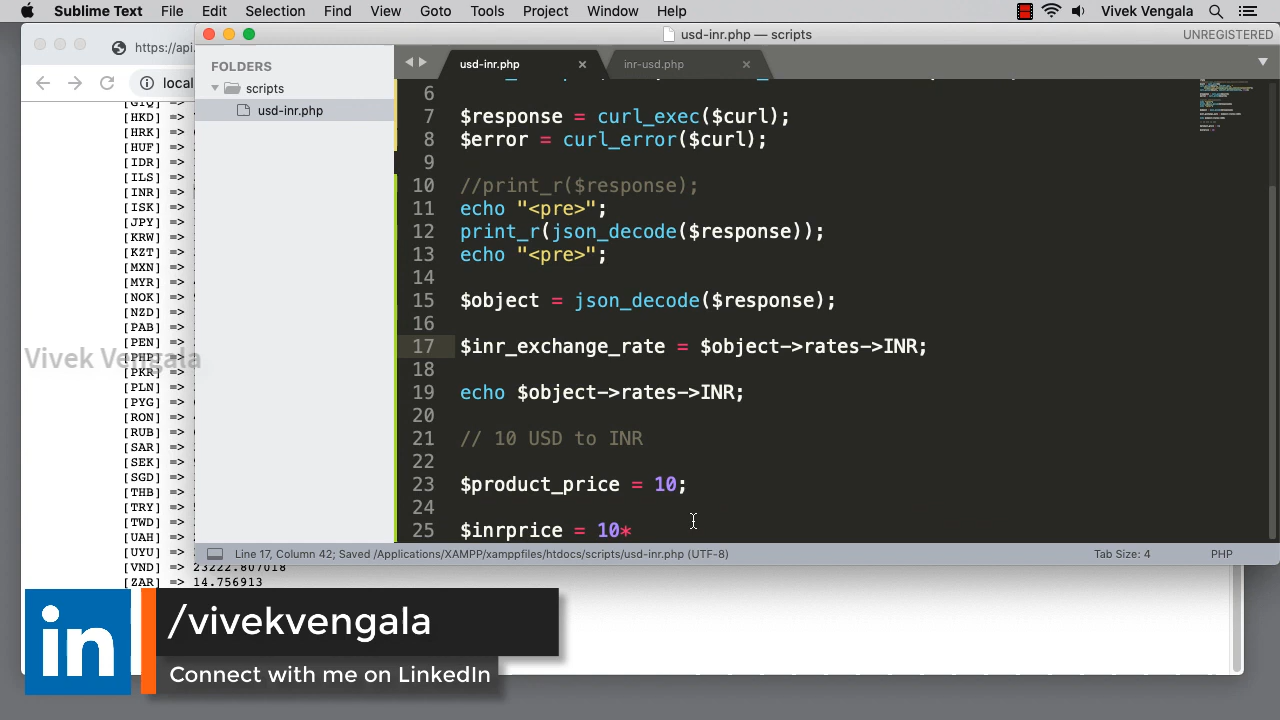 Sublime Text File Edit Selection Find View Goto Tools Project Window Help Vivek Vengala
usd-inr.php — scripts UNREGISTERED
https://api.
FOLDERS
scripts
usd-inr.php
usd-inr.php inr-usd.php
local
6
7 $response = curl_exec($curl);
8 $error = curl_error($curl);
9
10 //print_r($response);
11 echo "<pre>";
12 print_r(json_decode($response));
13 echo "<pre>";
14
15 $object = json_decode($response);
16
17 $inr_exchange_rate = $object->rates->INR;
18
19 echo $object->rates->INR;
20
21 // 10 USD to INR
22
23 $product_price = 10;
24
25 $inrprice = 10*
[GTQ] =>
[HKD] =>
[HRK] =>
[HUF] =>
[IDR] =>
[ILS] =>
[INR] =>
[ISK] =>
[JPY] =>
[KRW] =>
[KZT] =>
[MXN] =>
[MYR] =>
[NOK] =>
[NZD] =>
[PAB] =>
[PEN] =>
[PHP] =>
[PKR] =>
[PLN] =>
[PYG] =>
[RON] =>
[RUB] =>
[SAR] =>
[SEK] =>
[SGD] =>
[THB] =>
[TRY] =>
[TWD] =>
[UAH] =>
[UYU] =>
[VND] => 23222.807018
[ZAR] => 14.756913
Vivek Vengala
Line 17, Column 42; Saved /Applications/XAMPP/xamppfiles/htdocs/scripts/usd-inr.php (UTF-8) Tab Size: 4 PHP
in
/vivekvengala
Connect with me on LinkedIn